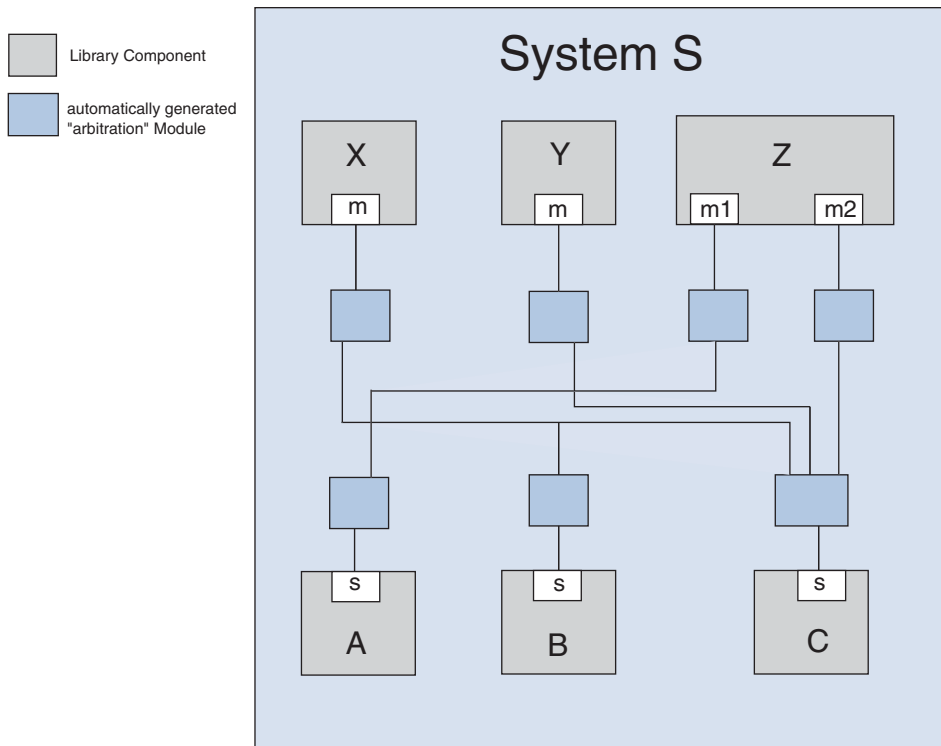 System S
Library Component
automatically generated
"arbitration" Module
X
Y
Z
m
m
m1
m2
s
s
s
A
B
C